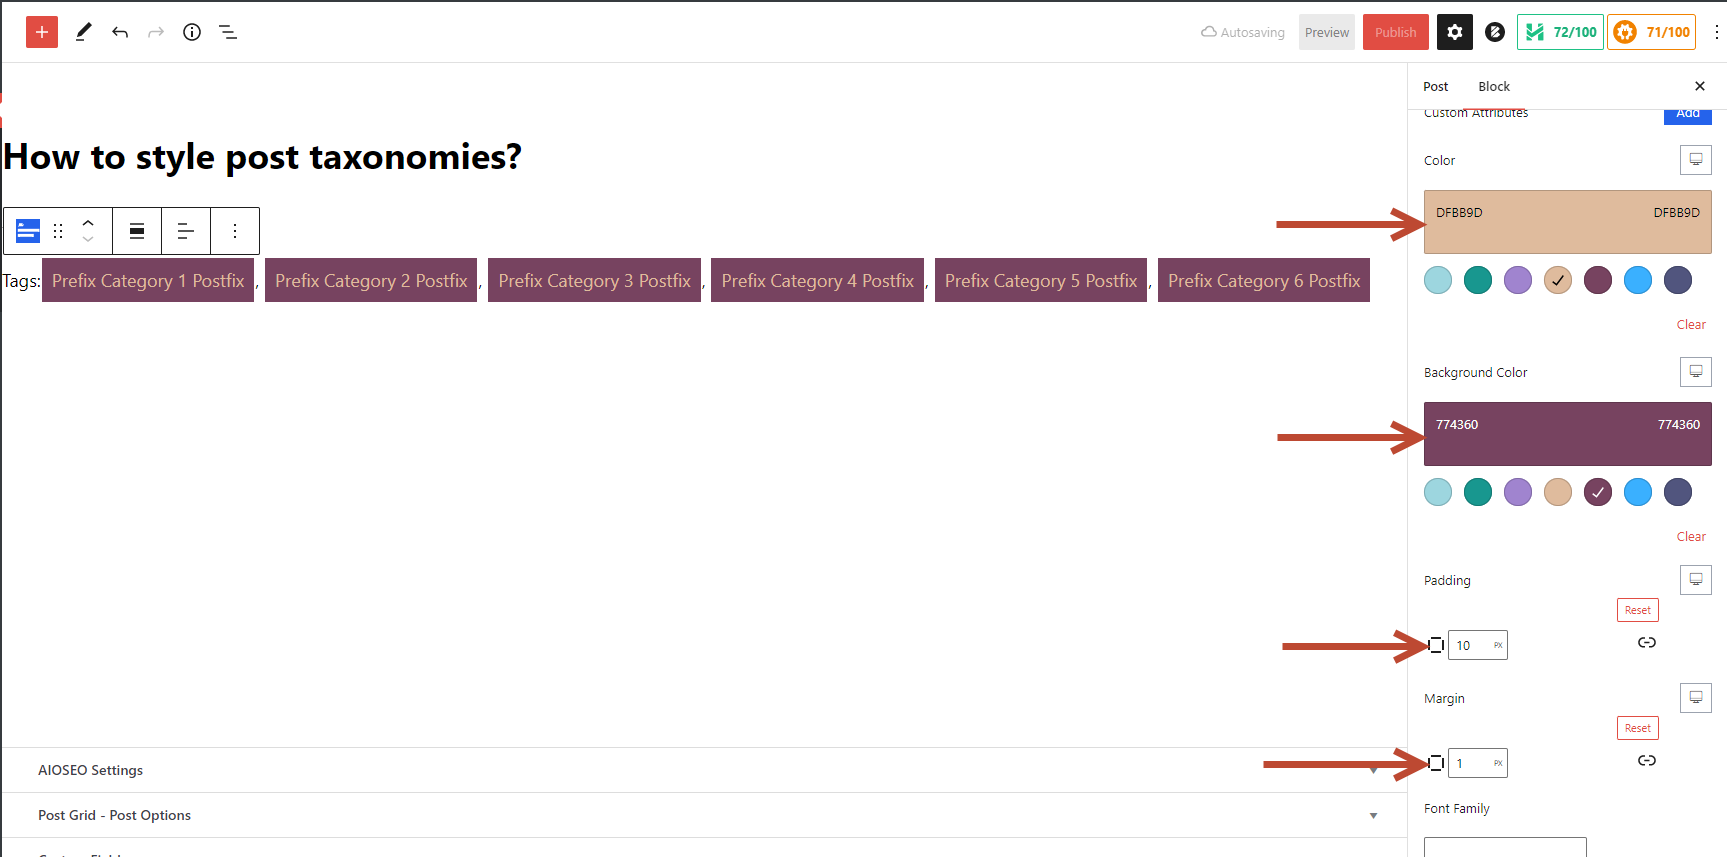 Autosaving Preview Publish 72/100 71/100
Post Block
Custom Attributes Add
How to style post taxonomies?
Color
DFBB9D DFBB9D
Tags: Prefix Category 1 Postfix , Prefix Category 2 Postfix , Prefix Category 3 Postfix , Prefix Category 4 Postfix , Prefix Category 5 Postfix , Prefix Category 6 Postfix
Clear
Background Color
774360 774360
Clear
Padding
Reset
10 PX
Margin
Reset
1 PX
Font Family
AIOSEO Settings
Post Grid - Post Options